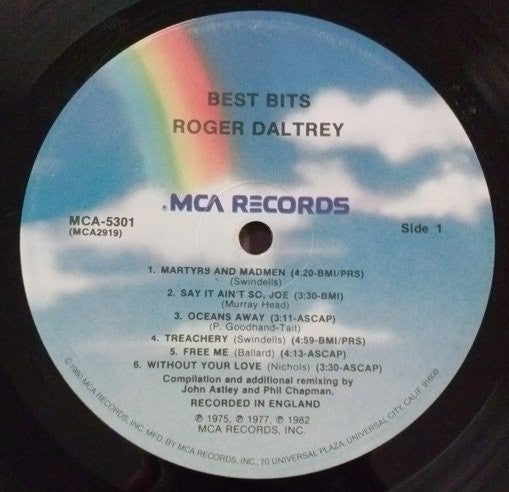 BEST BITS
ROGER DALTREY
® MCA RECORDS
MCA-5301
(MCA2919)
Side 1
1. MARTYRS AND MADMEN (4:20-BMI/PRS)
(Swindells)
2. SAY IT AIN'T SO, JOE (3:30-BMI)
(Murray Head)
3. OCEANS AWAY (3:11-ASCAP)
(P. Goodhand-Tait)
4. TREACHERY (Swindells) (4:59-BMI/PRS)
5. FREE ME (Ballard) (4:13-ASCAP)
6. WITHOUT YOUR LOVE (Nichols) (3:30-ASCAP)
Compilation and additional remixing by
John Astley and Phil Chapman.
RECORDED IN ENGLAND
℗ 1975, ℗ 1977, ℗ 1982
MCA RECORDS, INC.
©1980 MCA RECORDS, INC. MFD. BY MCA RECORDS, INC., 70 UNIVERSAL PLAZA, UNIVERSAL CITY, CALIF. 91608